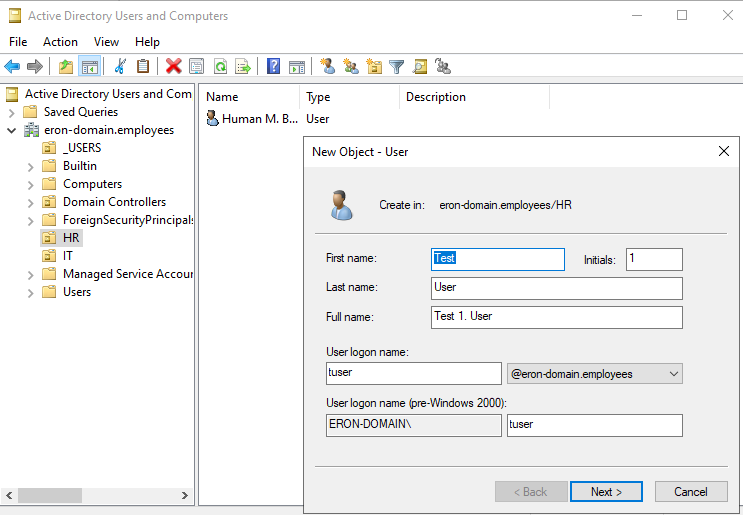 Active Directory Users and Computers
File Action View Help
Active Directory Users and Com
Name Type Description
Saved Queries
Human M. B... User
eron-domain.employees
_USERS
Builtin
Computers
Domain Controllers
ForeignSecurityPrincipals
HR
IT
Managed Service Accour
Users
New Object - User
Create in: eron-domain.employees/HR
First name: Test Initials: 1
Last name: User
Full name: Test 1. User
User logon name:
tuser @eron-domain.employees
User logon name (pre-Windows 2000):
ERON-DOMAIN\ tuser
< Back Next > Cancel